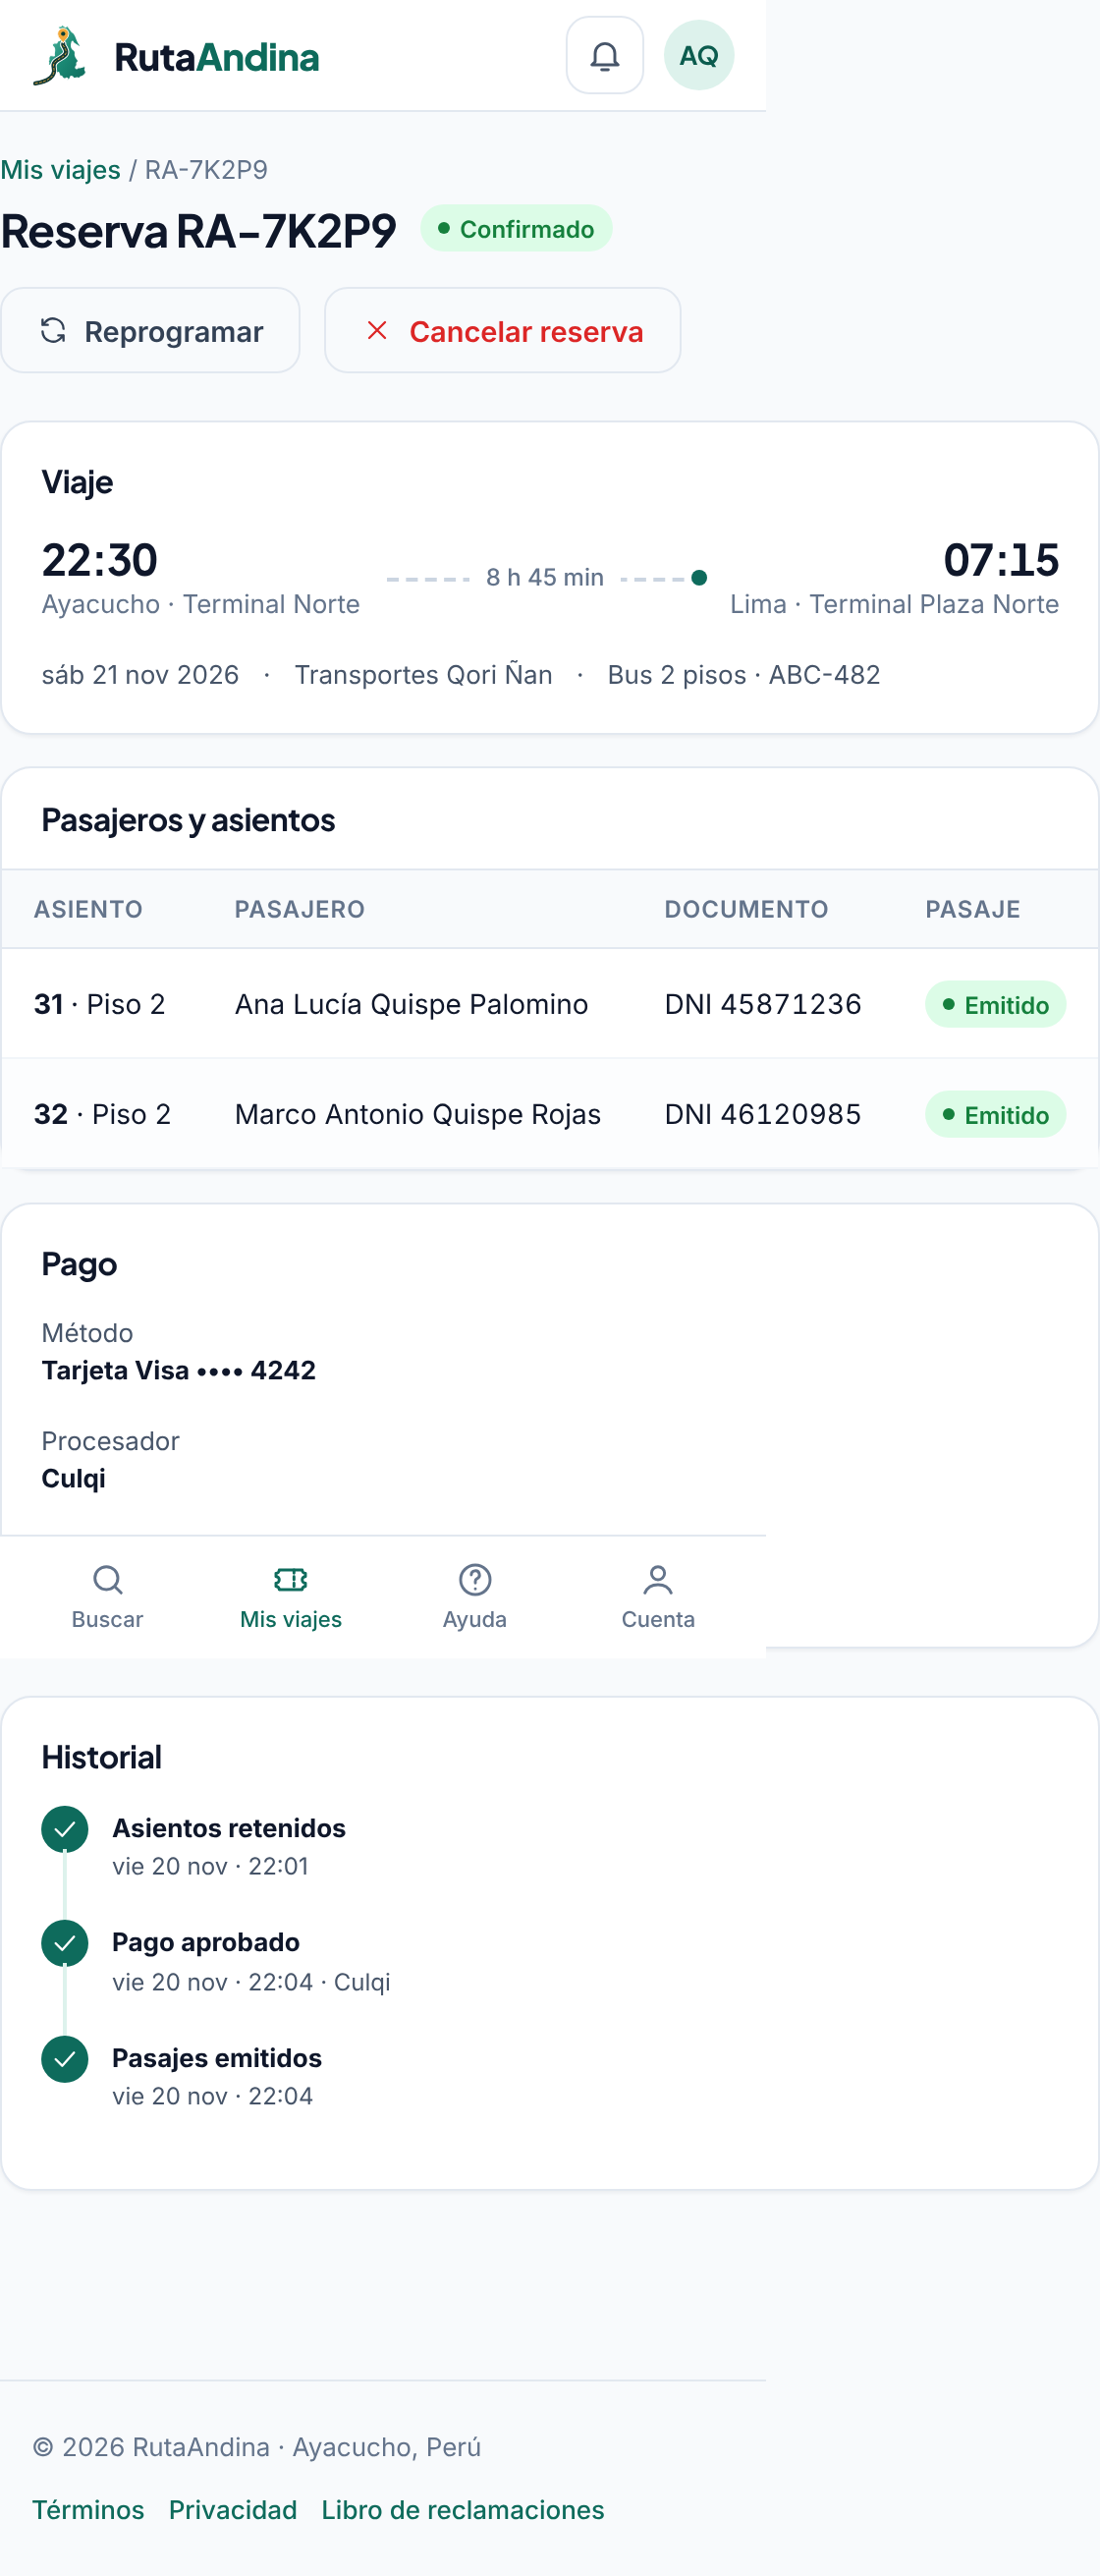 RutaAndina
AQ
Mis viajes / RA-7K2P9
Reserva RA-7K2P9
Confirmado
Reprogramar
Cancelar reserva
Viaje
22:30
Ayacucho · Terminal Norte
8 h 45 min
07:15
Lima · Terminal Plaza Norte
sáb 21 nov 2026 · Transportes Qori Ñan · Bus 2 pisos · ABC-482
Pasajeros y asientos
ASIENTO PASAJERO DOCUMENTO PASAJE
31 · Piso 2 Ana Lucía Quispe Palomino DNI 45871236 Emitido
32 · Piso 2 Marco Antonio Quispe Rojas DNI 46120985 Emitido
Pago
Método
Tarjeta Visa •••• 4242
Procesador
Culqi
Buscar Mis viajes Ayuda Cuenta
Historial
Asientos retenidos
vie 20 nov · 22:01
Pago aprobado
vie 20 nov · 22:04 · Culqi
Pasajes emitidos
vie 20 nov · 22:04
© 2026 RutaAndina · Ayacucho, Perú
Términos Privacidad Libro de reclamaciones